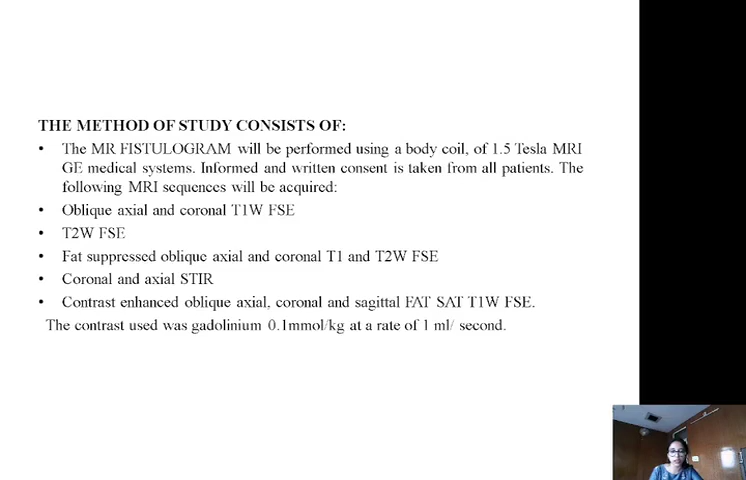 THE METHOD OF STUDY CONSISTS OF:
• The MR FISTULOGRAM will be performed using a body coil, of 1.5 Tesla MRI
GE medical systems. Informed and written consent is taken from all patients. The
following MRI sequences will be acquired:
• Oblique axial and coronal T1W FSE
• T2W FSE
• Fat suppressed oblique axial and coronal T1 and T2W FSE
• Coronal and axial STIR
• Contrast enhanced oblique axial, coronal and sagittal FAT SAT T1W FSE.
The contrast used was gadolinium 0.1mmol/kg at a rate of 1 ml/ second.